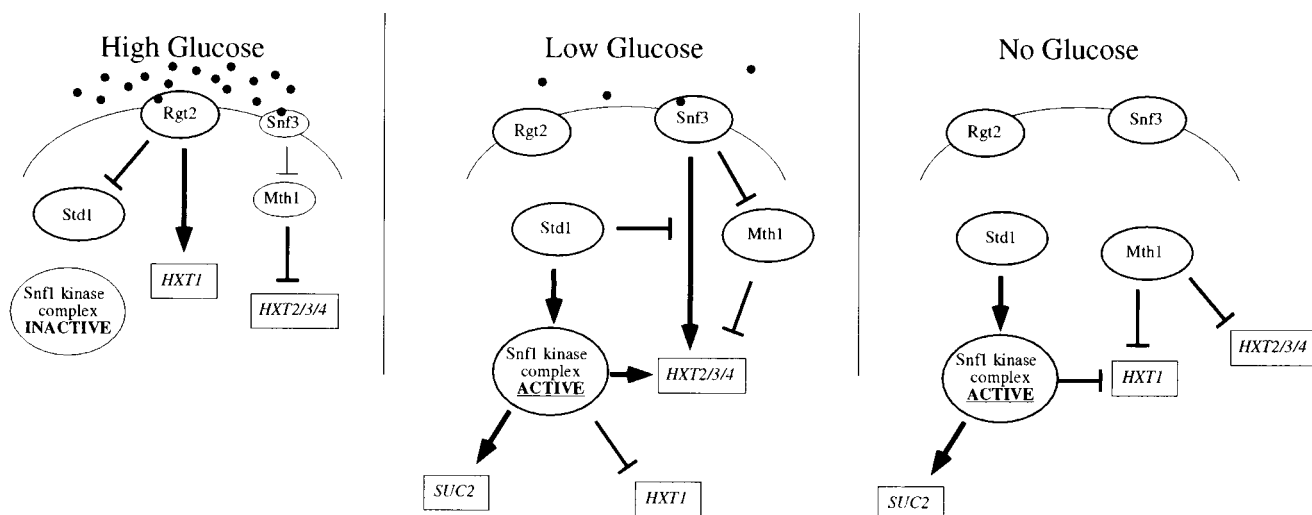 High Glucose
Rgt2
Snf3
Std1
Mth1
HXT1
Snf1 kinase
complex
INACTIVE
HXT2/3/4
Low Glucose
Rgt2
Snf3
Std1
Mth1
Snf1 kinase
complex
ACTIVE
HXT2/3/4
SUC2
HXT1
No Glucose
Rgt2
Snf3
Std1
Mth1
Snf1 kinase
complex
ACTIVE
HXT1
HXT2/3/4
SUC2